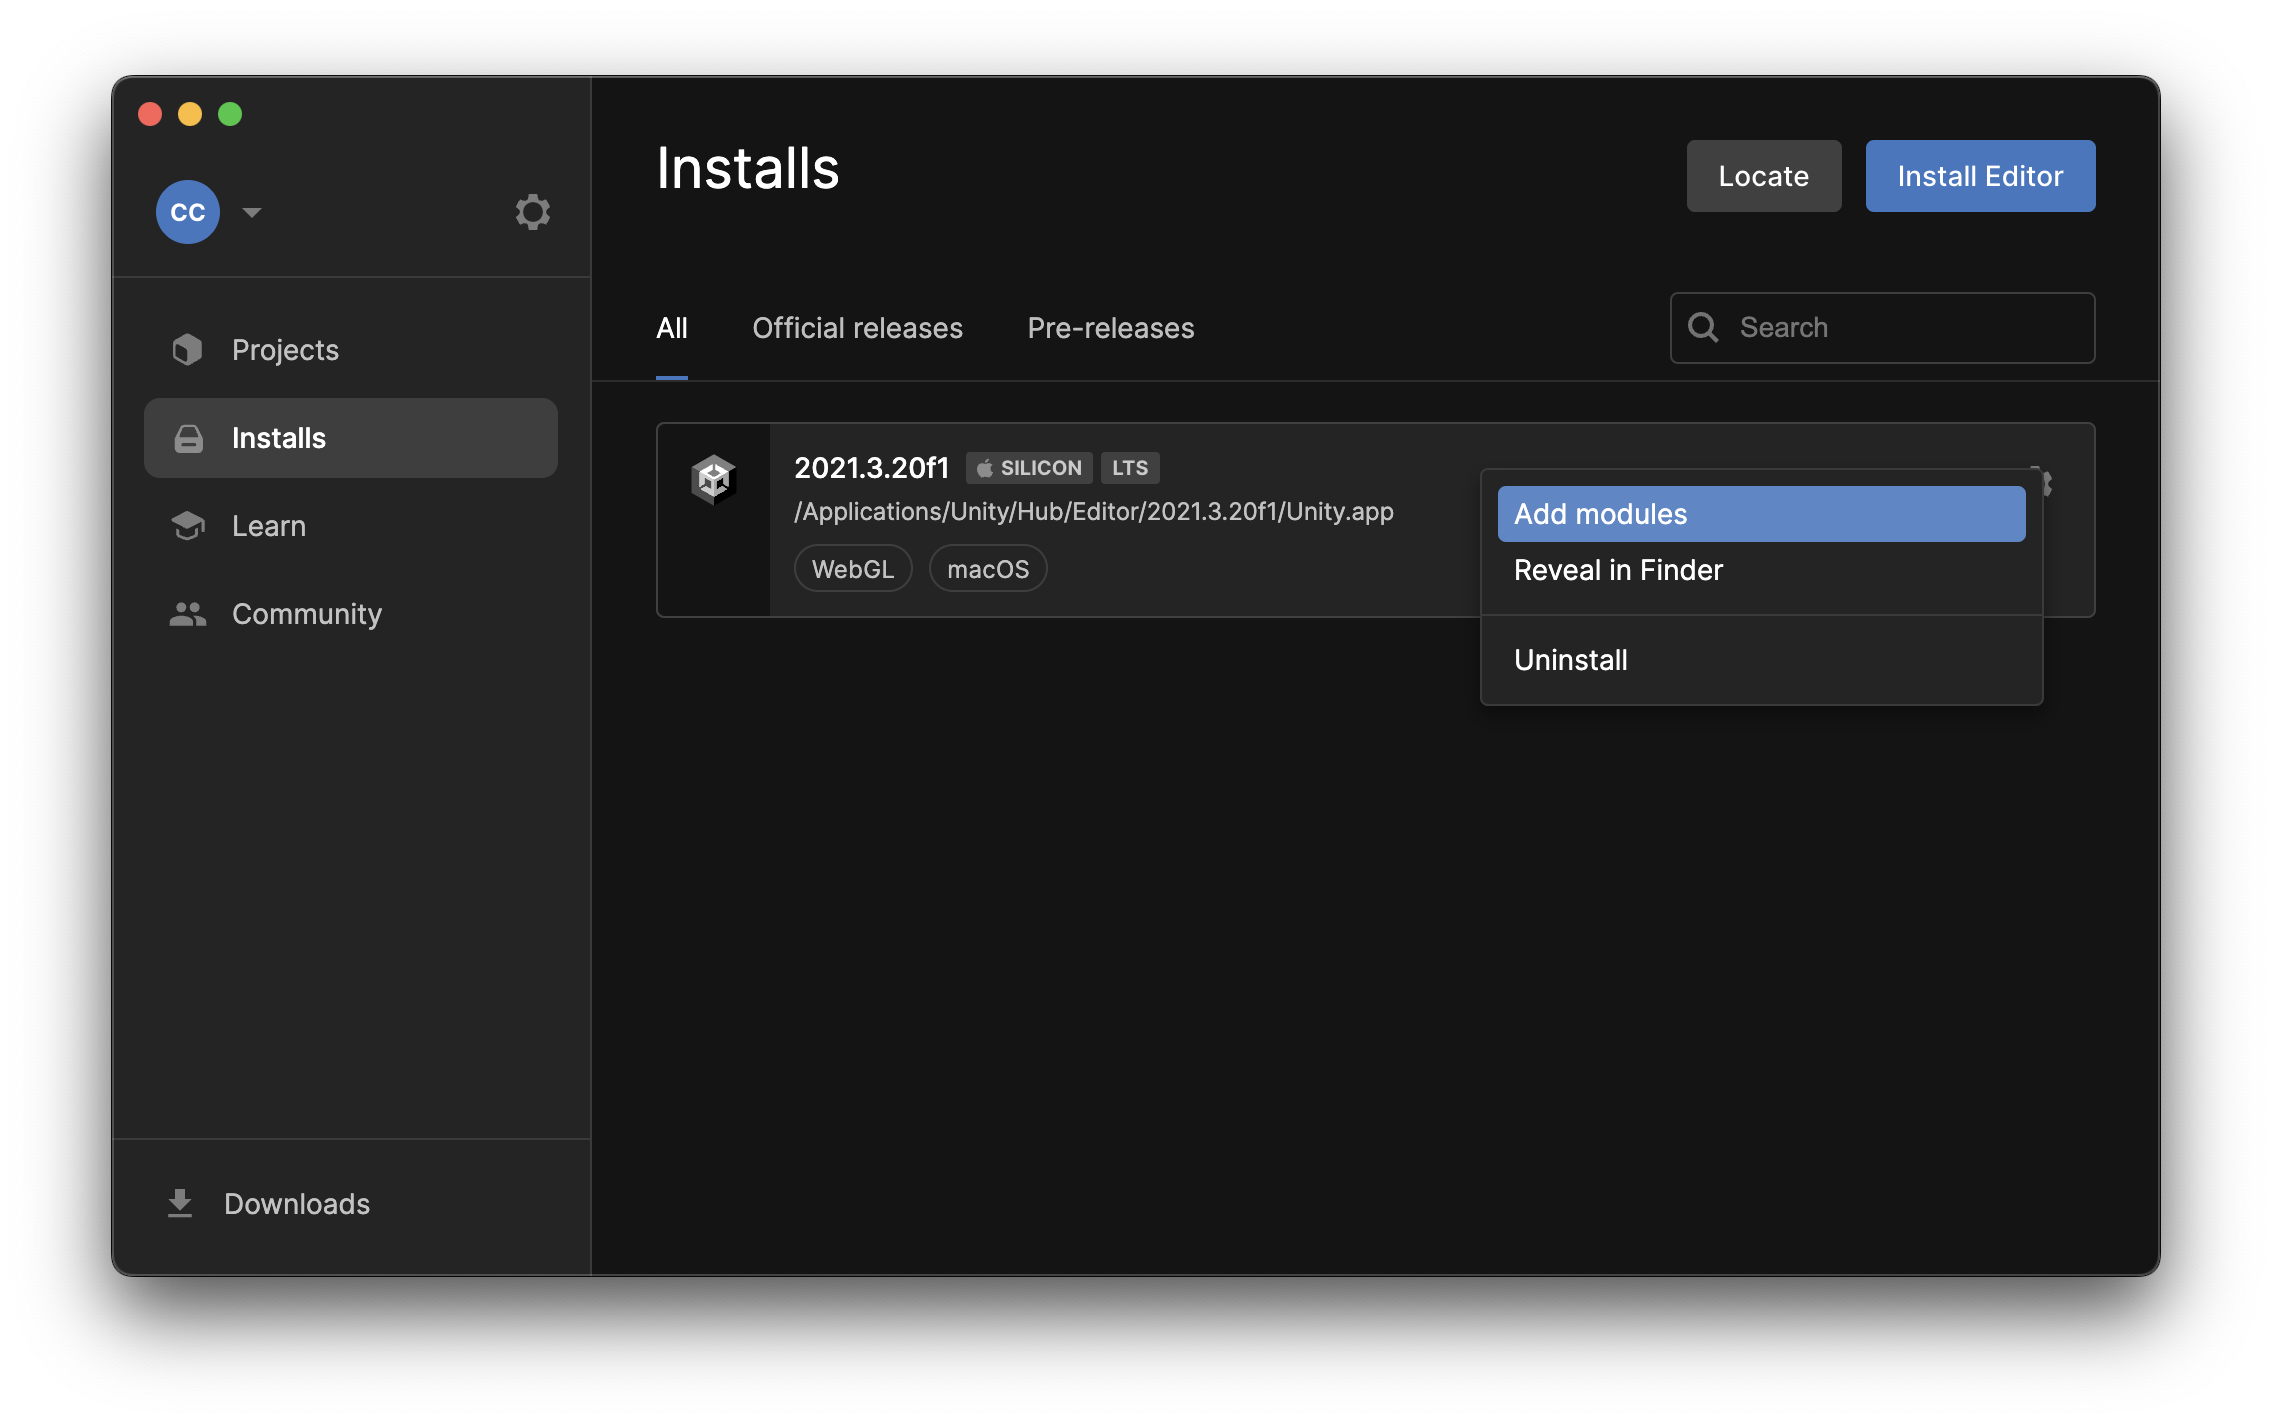 CC
Projects
Installs
Learn
Community
Downloads
Installs
Locate
Install Editor
All
Official releases
Pre-releases
Search
2021.3.20f1
SILICON
LTS
/Applications/Unity/Hub/Editor/2021.3.20f1/Unity.app
WebGL
macOS
Add modules
Reveal in Finder
Uninstall